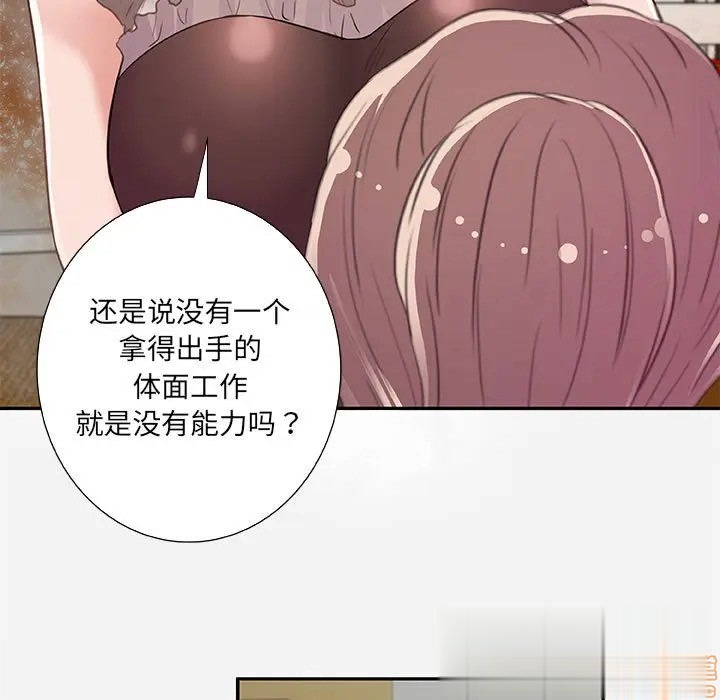 还是说没有一个
拿得出手的
体面工作
就是没有能力吗？